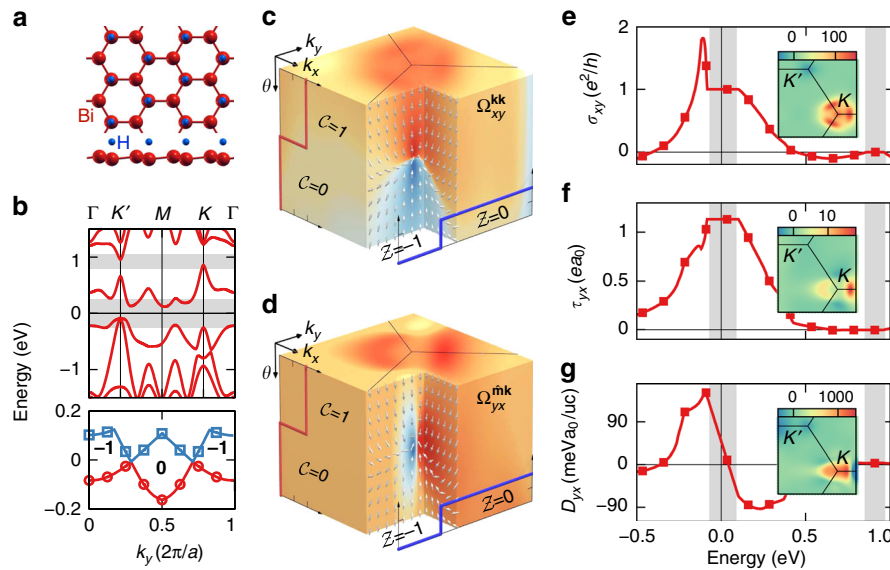 a
Bi
H
b
Γ K′ M K Γ
1
0
−1
Energy (eV)
0.2
0
−0.2
−1 0 −1
0 0.5 1
k_y (2π/a)
c
k_y
k_x
θ
Ω^kk_xy
𝒞=1
𝒞=0
𝒵=−1
𝒵=0
d
k_y
k_x
θ
Ω^m̂k_yx
𝒞=1
𝒞=0
𝒵=−1
𝒵=0
e
2
1
0
σ_xy (e²/h)
0 100
K′
K
f
1
0.5
0
τ_yx (ea₀)
0 10
K′
K
g
90
0
−90
D_yx (meVa₀/uc)
0 1000
K′
K
−0.5 0.0 0.5 1.0
Energy (eV)